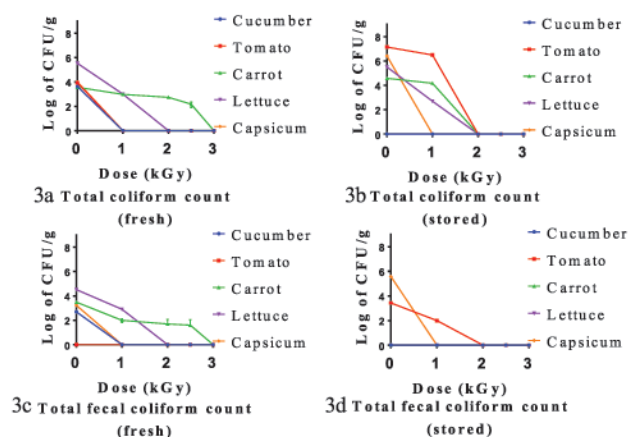 Log of CFU/g
8
6
4
2
0
0 1 2 3
Dose (kGy)
Cucumber
Tomato
Carrot
Lettuce
Capsicum
3a Total coliform count
(fresh)
Log of CFU/g
8
6
4
2
0
0 1 2 3
Dose (kGy)
Cucumber
Tomato
Carrot
Lettuce
Capsicum
3b Total coliform count
(stored)
Log of CFU/g
8
6
4
2
0
0 1 2 3
Dose (kGy)
Cucumber
Tomato
Carrot
Lettuce
Capsicum
3c Total fecal coliform count
(fresh)
Log of CFU/g
8
6
4
2
0
0 1 2 3
Dose (kGy)
Cucumber
Tomato
Carrot
Lettuce
Capsicum
3d Total fecal coliform count
(stored)